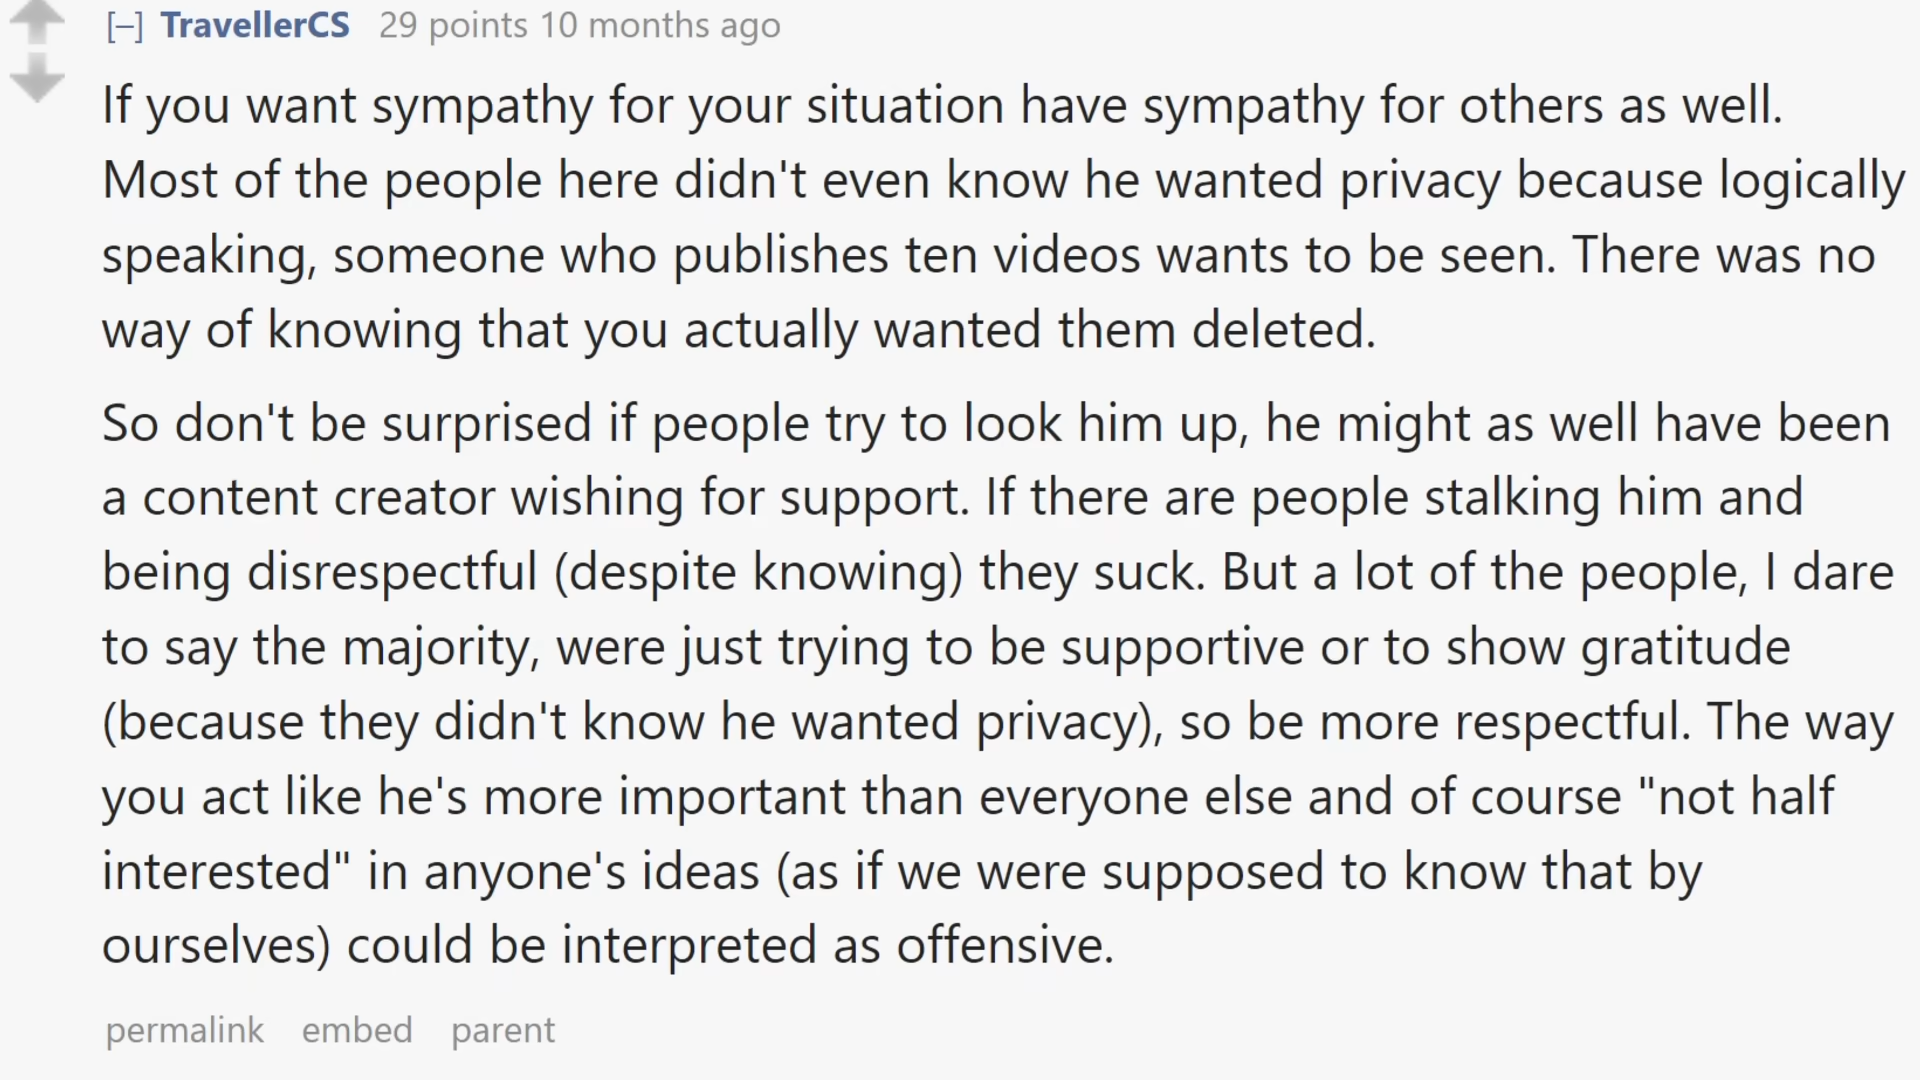 [–] TravellerCS 29 points 10 months ago
If you want sympathy for your situation have sympathy for others as well.
Most of the people here didn't even know he wanted privacy because logically
speaking, someone who publishes ten videos wants to be seen. There was no
way of knowing that you actually wanted them deleted.
So don't be surprised if people try to look him up, he might as well have been
a content creator wishing for support. If there are people stalking him and
being disrespectful (despite knowing) they suck. But a lot of the people, I dare
to say the majority, were just trying to be supportive or to show gratitude
(because they didn't know he wanted privacy), so be more respectful. The way
you act like he's more important than everyone else and of course "not half
interested" in anyone's ideas (as if we were supposed to know that by
ourselves) could be interpreted as offensive.
permalink embed parent